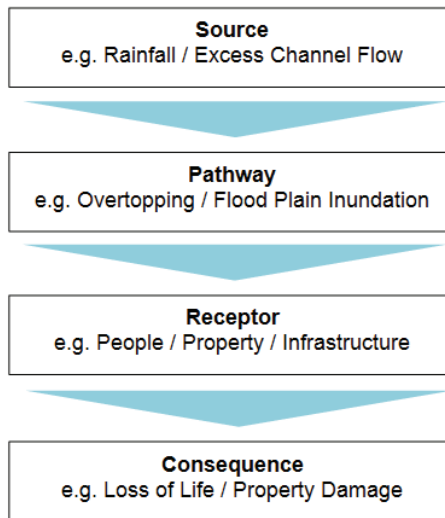 Source
e.g. Rainfall / Excess Channel Flow
Pathway
e.g. Overtopping / Flood Plain Inundation
Receptor
e.g. People / Property / Infrastructure
Consequence
e.g. Loss of Life / Property Damage